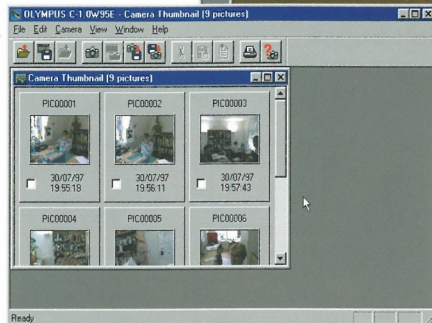 OLYMPUS C-1.0W95E - Camera Thumbnail (9 pictures)
File Edit Camera View Window Help
Camera Thumbnail (9 pictures)
PIC00001 PIC00002 PIC00003
30/07/97 30/07/97 30/07/97
19:55:18 19:56:11 19:57:43
PIC00004 PIC00005 PIC00006
Ready